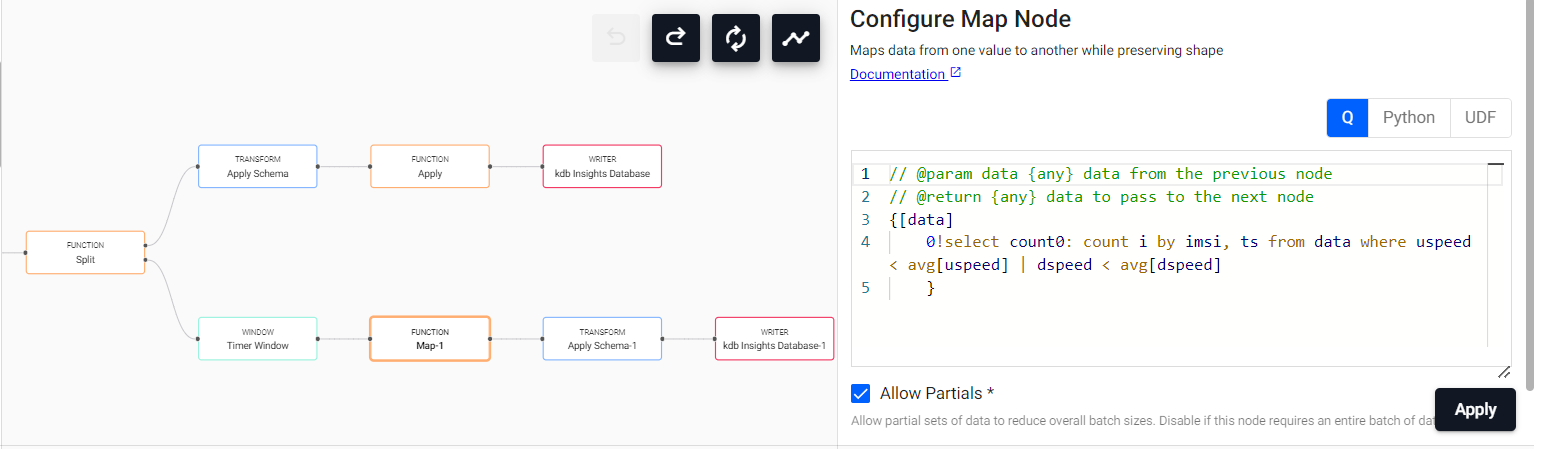 Configure Map Node
Maps data from one value to another while preserving shape
Documentation
Q Python UDF
TRANSFORM
Apply Schema
FUNCTION
Apply
WRITER
kdb Insights Database
FUNCTION
Split
WINDOW
Timer Window
FUNCTION
Map-1
TRANSFORM
Apply Schema-1
WRITER
kdb Insights Database-1
1 // @param data {any} data from the previous node
2 // @return {any} data to pass to the next node
3 {[data]
4 0!select count0: count i by imsi, ts from data where uspeed
< avg[uspeed] | dspeed < avg[dspeed]
5 }
Allow Partials *
Allow partial sets of data to reduce overall batch sizes. Disable if this node requires an entire batch of
Apply